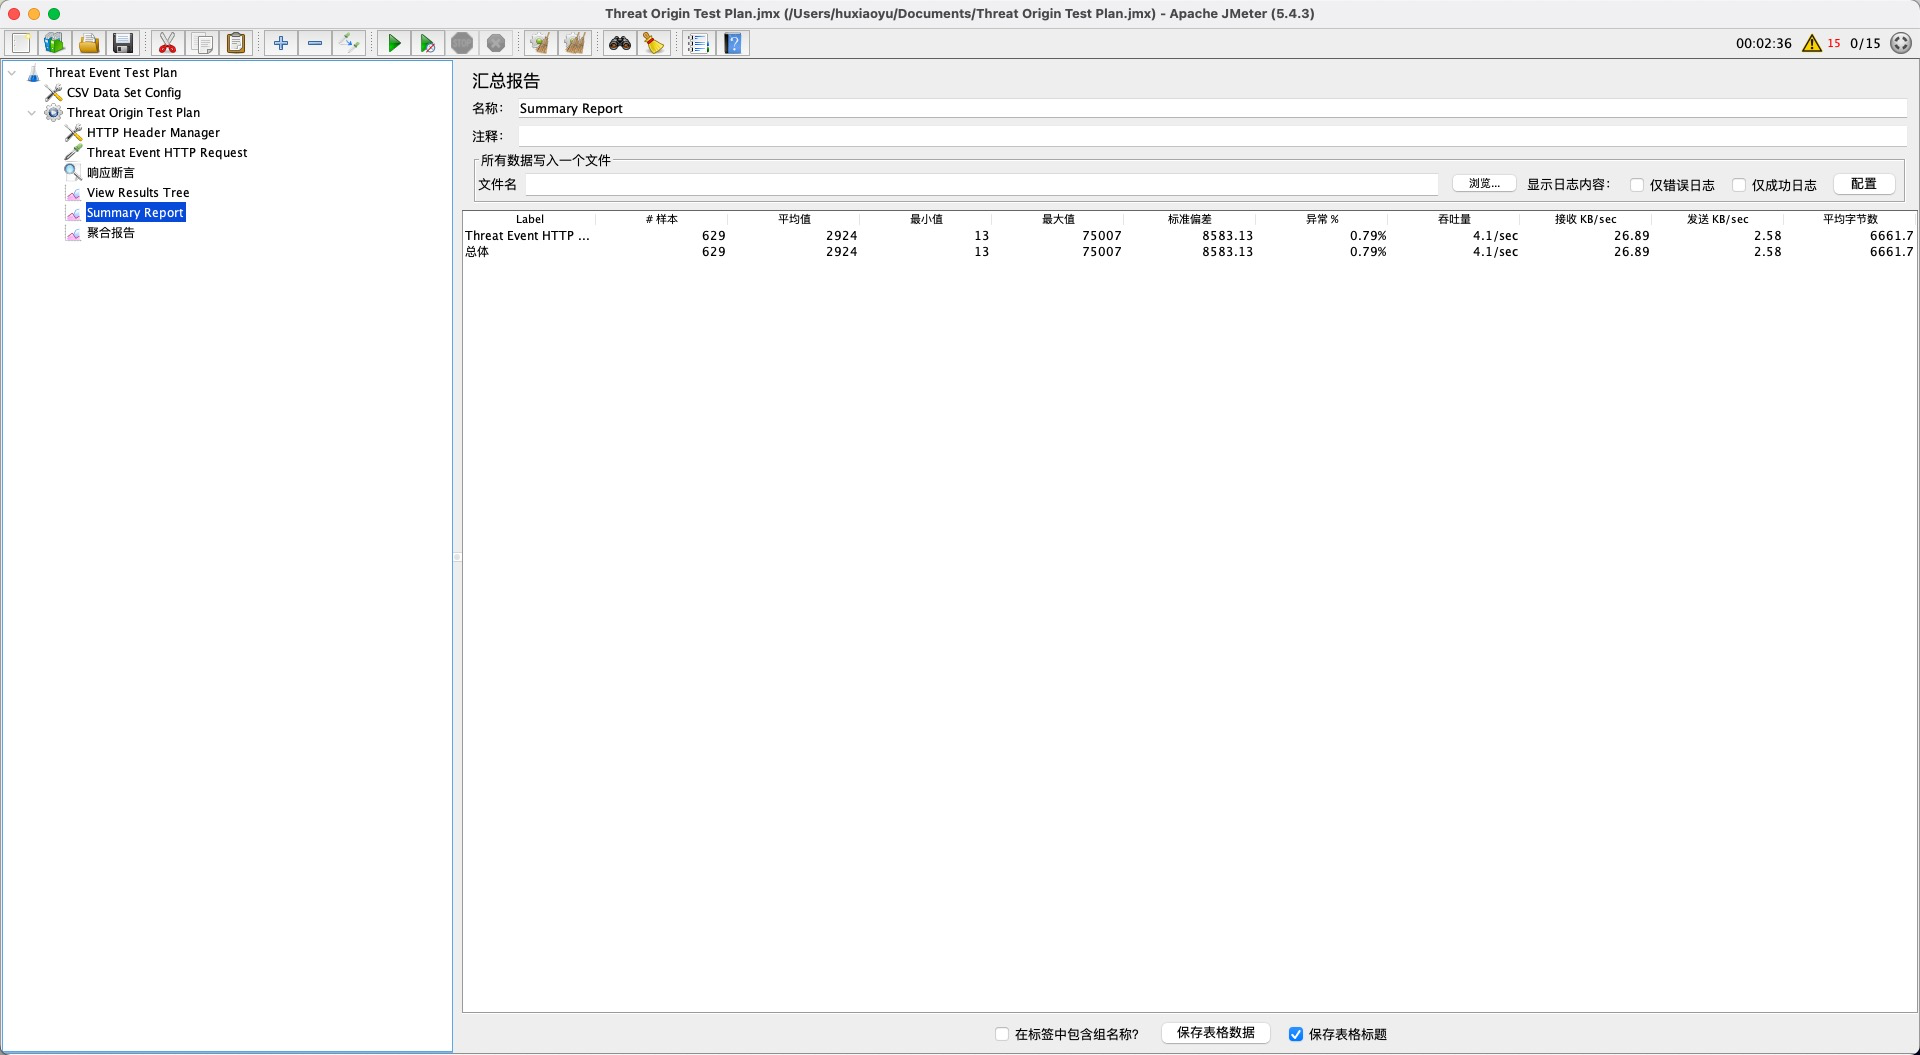 Threat Origin Test Plan.jmx (/Users/huxiaoyu/Documents/Threat Origin Test Plan.jmx) - Apache JMeter (5.4.3)
00:02:36 15 0/15
Threat Event Test Plan
CSV Data Set Config
Threat Origin Test Plan
HTTP Header Manager
Threat Event HTTP Request
响应断言
View Results Tree
Summary Report
聚合报告
汇总报告
名称: Summary Report
注释:
所有数据写入一个文件
文件名 浏览... 显示日志内容: 仅错误日志 仅成功日志 配置
Label # 样本 平均值 最小值 最大值 标准偏差 异常 % 吞吐量 接收 KB/sec 发送 KB/sec 平均字节数
Threat Event HTTP ... 629 2924 13 75007 8583.13 0.79% 4.1/sec 26.89 2.58 6661.7
总体 629 2924 13 75007 8583.13 0.79% 4.1/sec 26.89 2.58 6661.7
在标签中包含组名称? 保存表格数据 保存表格标题